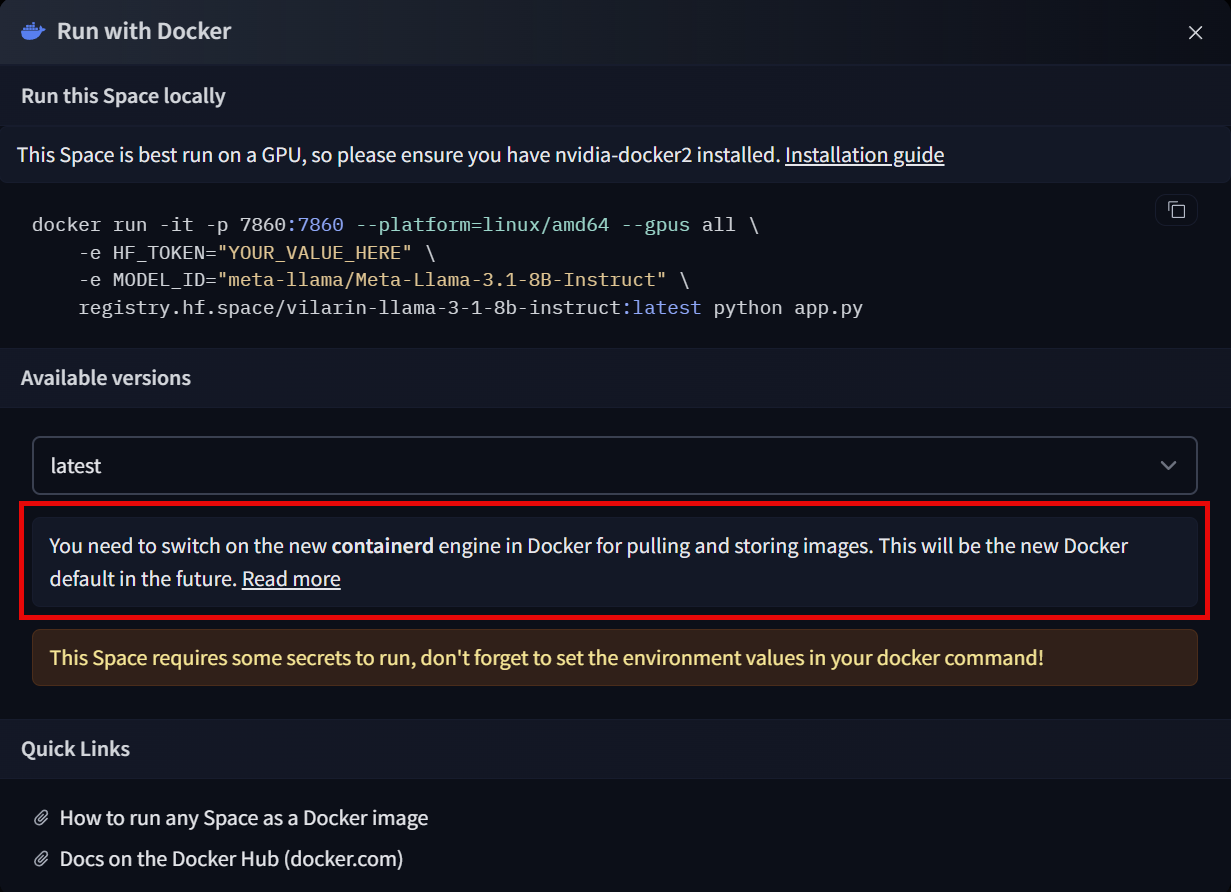 Run with Docker
Run this Space locally
This Space is best run on a GPU, so please ensure you have nvidia-docker2 installed. Installation guide
docker run -it -p 7860:7860 --platform=linux/amd64 --gpus all \
-e HF_TOKEN="YOUR_VALUE_HERE" \
-e MODEL_ID="meta-llama/Meta-Llama-3.1-8B-Instruct" \
registry.hf.space/vilarin-llama-3-1-8b-instruct:latest python app.py
Available versions
latest
You need to switch on the new containerd engine in Docker for pulling and storing images. This will be the new Docker
default in the future. Read more
This Space requires some secrets to run, don't forget to set the environment values in your docker command!
Quick Links
How to run any Space as a Docker image
Docs on the Docker Hub (docker.com)